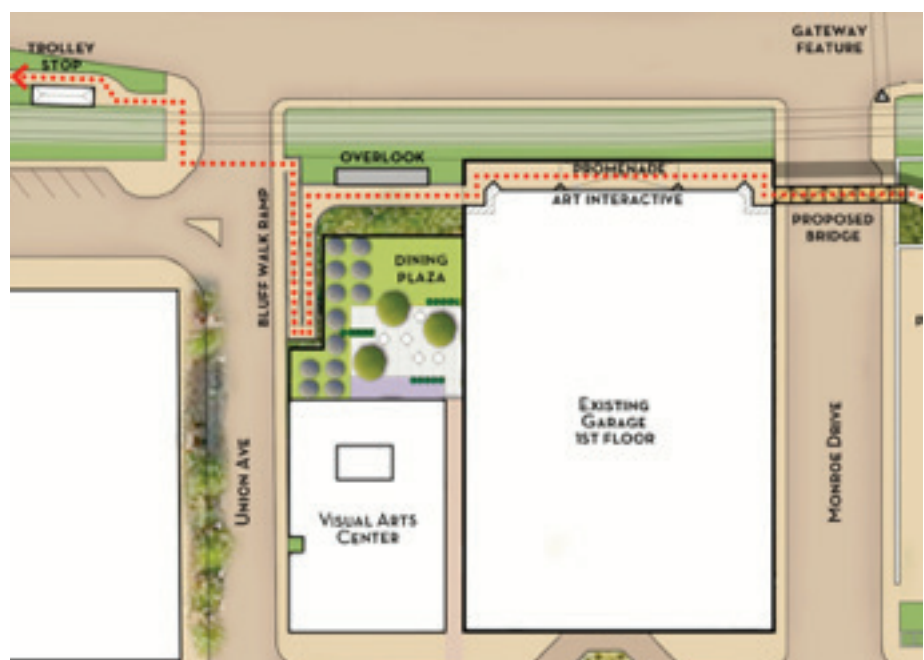 GATEWAY
FEATURE
TROLLEY
STOP
OVERLOOK
PROMENADE
ART INTERACTIVE
PROPOSED
BRIDGE
BLUFF WALK RAMP
DINING
PLAZA
EXISTING
GARAGE
1ST FLOOR
UNION AVE
VISUAL ARTS
CENTER
MONROE DRIVE